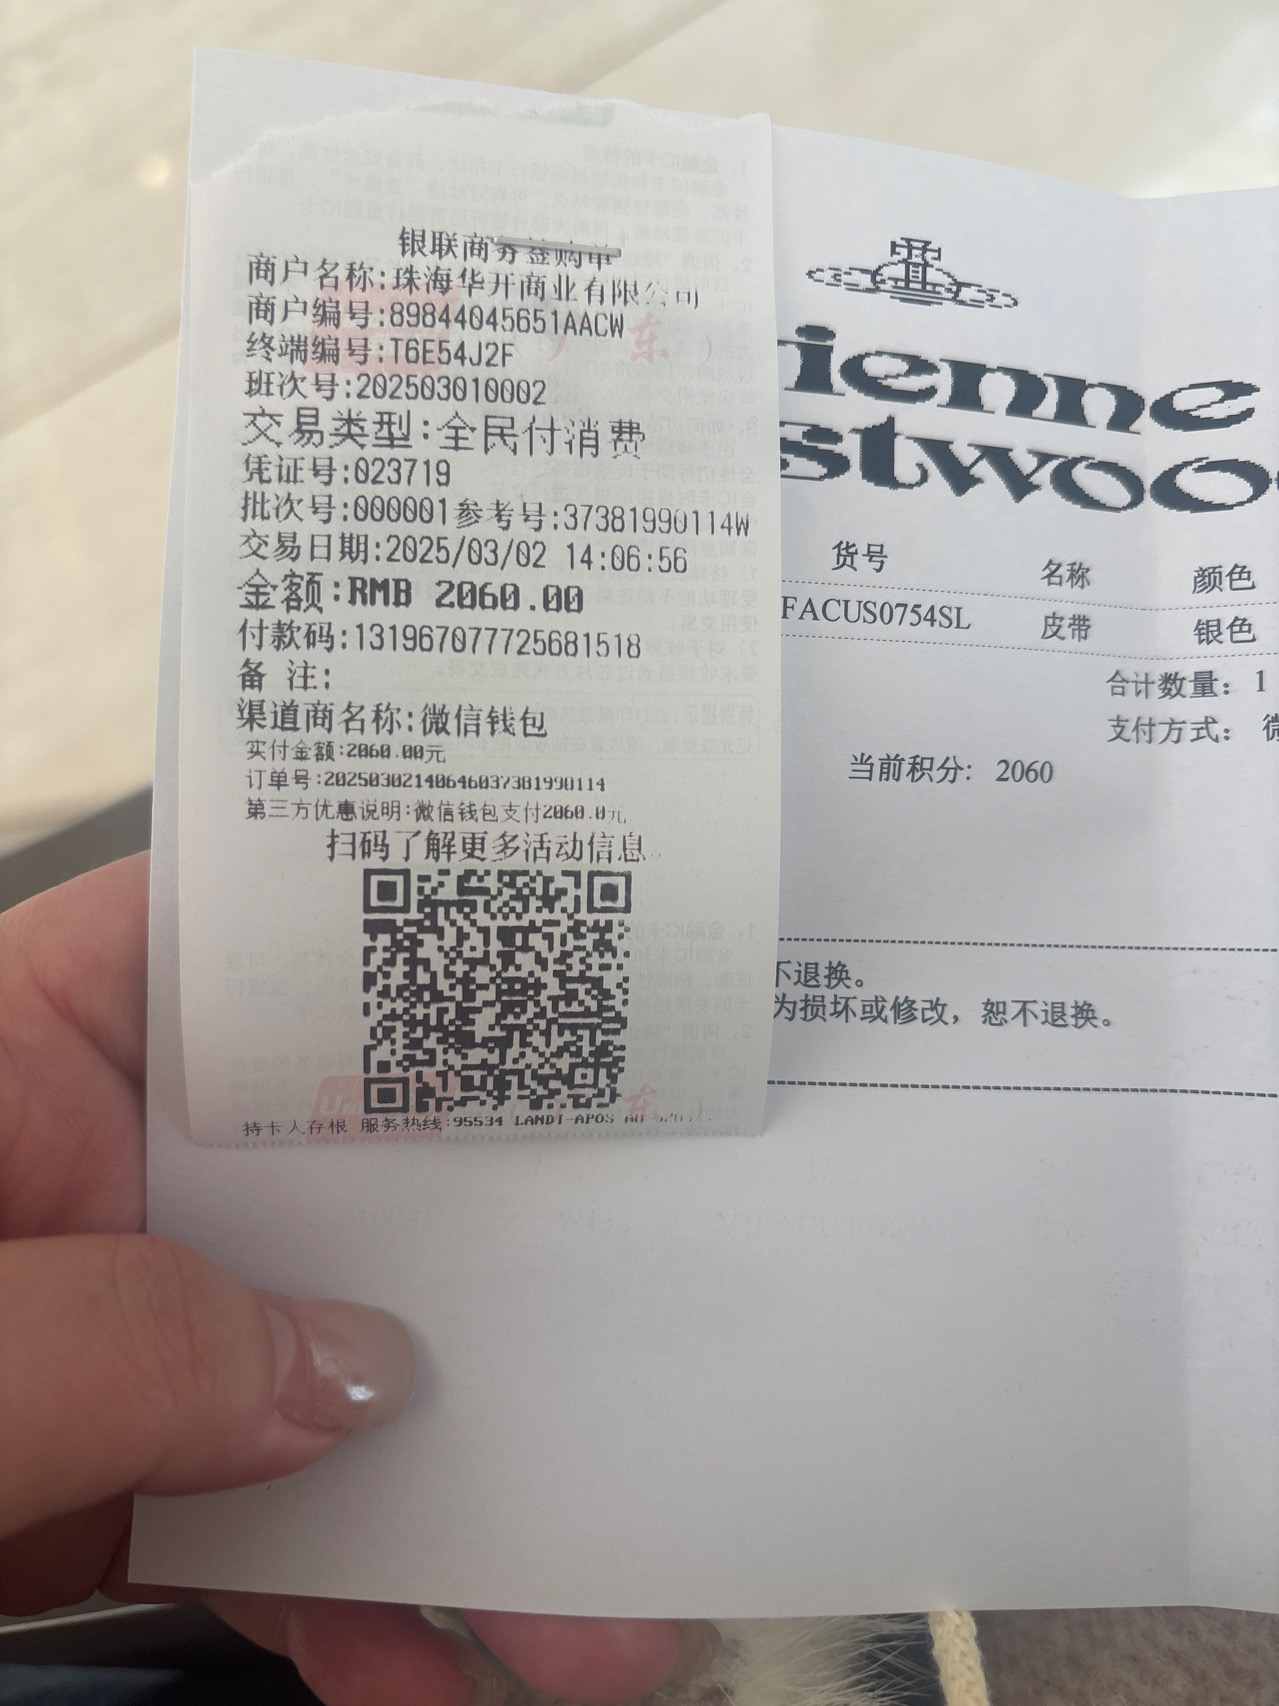 银联商务签购单
商户名称:珠海华开商业有限公司
商户编号:89844045651AACW
终端编号:T6E54J2F
班次号:202503010002
交易类型:全民付消费
凭证号:023719
批次号:000001参考号:37381990114W
交易日期:2025/03/02 14:06:56
金额:RMB 2060.00
付款码:131967077725681518
备 注:
渠道商名称:微信钱包
实付金额:2060.00元
订单号:20250302140646037381990114
第三方优惠说明:微信钱包支付2060.0元
扫码了解更多活动信息。
持卡人存根 服务热线:95534 LANDI-APOS
ienne
stwoo
货号 名称 颜色
FACUS0754SL 皮带 银色
合计数量: 1
支付方式: 微
当前积分: 2060
不退换。
为损坏或修改，恕不退换。